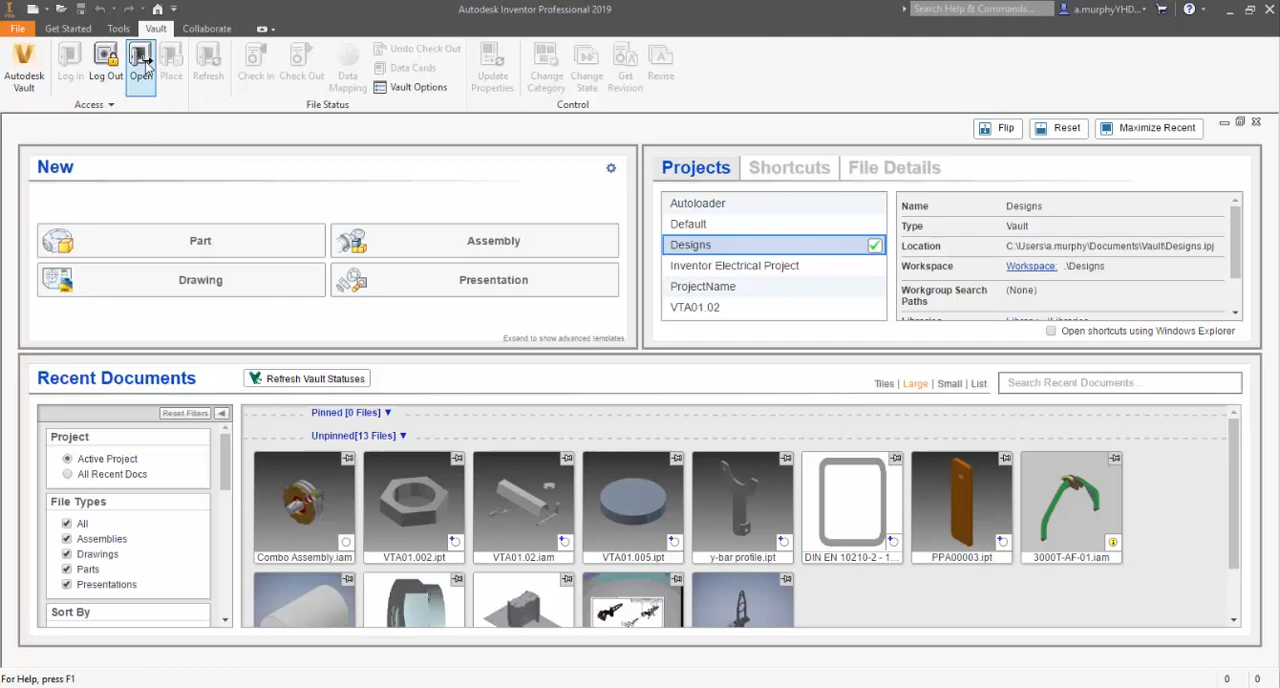 Autodesk Inventor Professional 2019
Search Help & Commands...
a.murphyYHD...
File
Get Started
Tools
Vault
Collaborate
Autodesk Vault
Log In
Log Out
Open
Place
Refresh
Check In
Check Out
Data Mapping
Undo Check Out
Data Cards
Vault Options
Update Properties
Change Category
Change State
Get Revision
Revise
Access
File Status
Control
Flip
Reset
Maximize Recent
New
Part
Assembly
Drawing
Presentation
Expand to show advanced templates
Projects
Shortcuts
File Details
Autoloader
Default
Designs
Inventor Electrical Project
ProjectName
VTA01.02
Name Designs
Type Vault
Location C:\Users\a.murphy\Documents\Vault\Designs.ipj
Workspace Workspace: .\Designs
Workgroup Search Paths (None)
Open shortcuts using Windows Explorer
Recent Documents
Refresh Vault Statuses
Tiles | Large | Small | List
Search Recent Documents...
Reset Filters
Project
Active Project
All Recent Docs
File Types
All
Assemblies
Drawings
Parts
Presentations
Sort By
Pinned [0 Files]
Unpinned[13 Files]
Combo Assembly.iam
VTA01.002.ipt
VTA01.02.iam
VTA01.005.ipt
y-bar profile.ipt
DIN EN 10210-2 - 1...
PPA00003.ipt
3000T-AF-01.iam
For Help, press F1
0 0